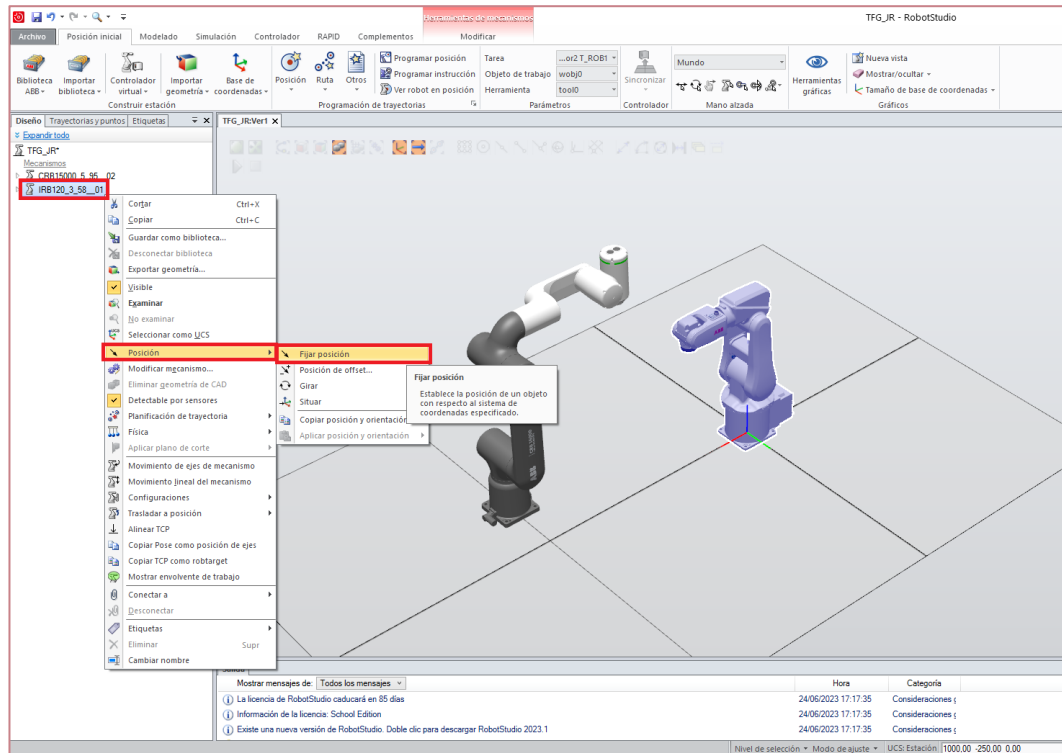 Herramientas de mecanismos
TFG_JR - RobotStudio
Archivo Posición inicial Modelado Simulación Controlador RAPID Complementos Modificar
Biblioteca ABB
Importar biblioteca
Controlador virtual
Importar geometría
Base de coordenadas
Construir estación
Posición Ruta Otros
Programar posición
Programar instrucción
Ver robot en posición
Programación de trayectorias
Tarea ...or2 T_ROB1
Objeto de trabajo wobj0
Herramienta tool0
Parámetros
Sincronizar
Controlador
Mundo
Mano alzada
Herramientas gráficas
Nueva vista
Mostrar/ocultar
Tamaño de base de coordenadas
Gráficos
Diseño Trayectorias y puntos Etiquetas
TFG_JR:Ver1 X
Expandir todo
TFG_JR*
Mecanismos
CRB15000_5_95__02
IRB120_3_58__01
Cortar Ctrl+X
Copiar Ctrl+C
Guardar como biblioteca...
Desconectar biblioteca
Exportar geometría...
Visible
Examinar
No examinar
Seleccionar como UCS
Posición
Modificar mecanismo...
Eliminar geometría de CAD
Detectable por sensores
Planificación de trayectoria
Física
Aplicar plano de corte
Movimiento de ejes de mecanismo
Movimiento lineal del mecanismo
Configuraciones
Trasladar a posición
Alinear TCP
Copiar Pose como posición de ejes
Copiar TCP como robtarget
Mostrar envolvente de trabajo
Conectar a
Desconectar
Etiquetas
Eliminar Supr
Cambiar nombre
Fijar posición
Posición de offset...
Girar
Situar
Copiar posición y orientación
Aplicar posición y orientación
Fijar posición
Establece la posición de un objeto
con respecto al sistema de
coordenadas especificado.
ABB
Mostrar mensajes de: Todos los mensajes
Hora Categoría
La licencia de RobotStudio caducará en 85 días 24/06/2023 17:17:35 Consideraciones g
Información de la licencia: School Edition 24/06/2023 17:17:35 Consideraciones g
Existe una nueva versión de RobotStudio. Doble clic para descargar RobotStudio 2023.1 24/06/2023 17:17:35 Consideraciones g
Nivel de selección Modo de ajuste UCS: Estación 1000,00 -250,00 0,00